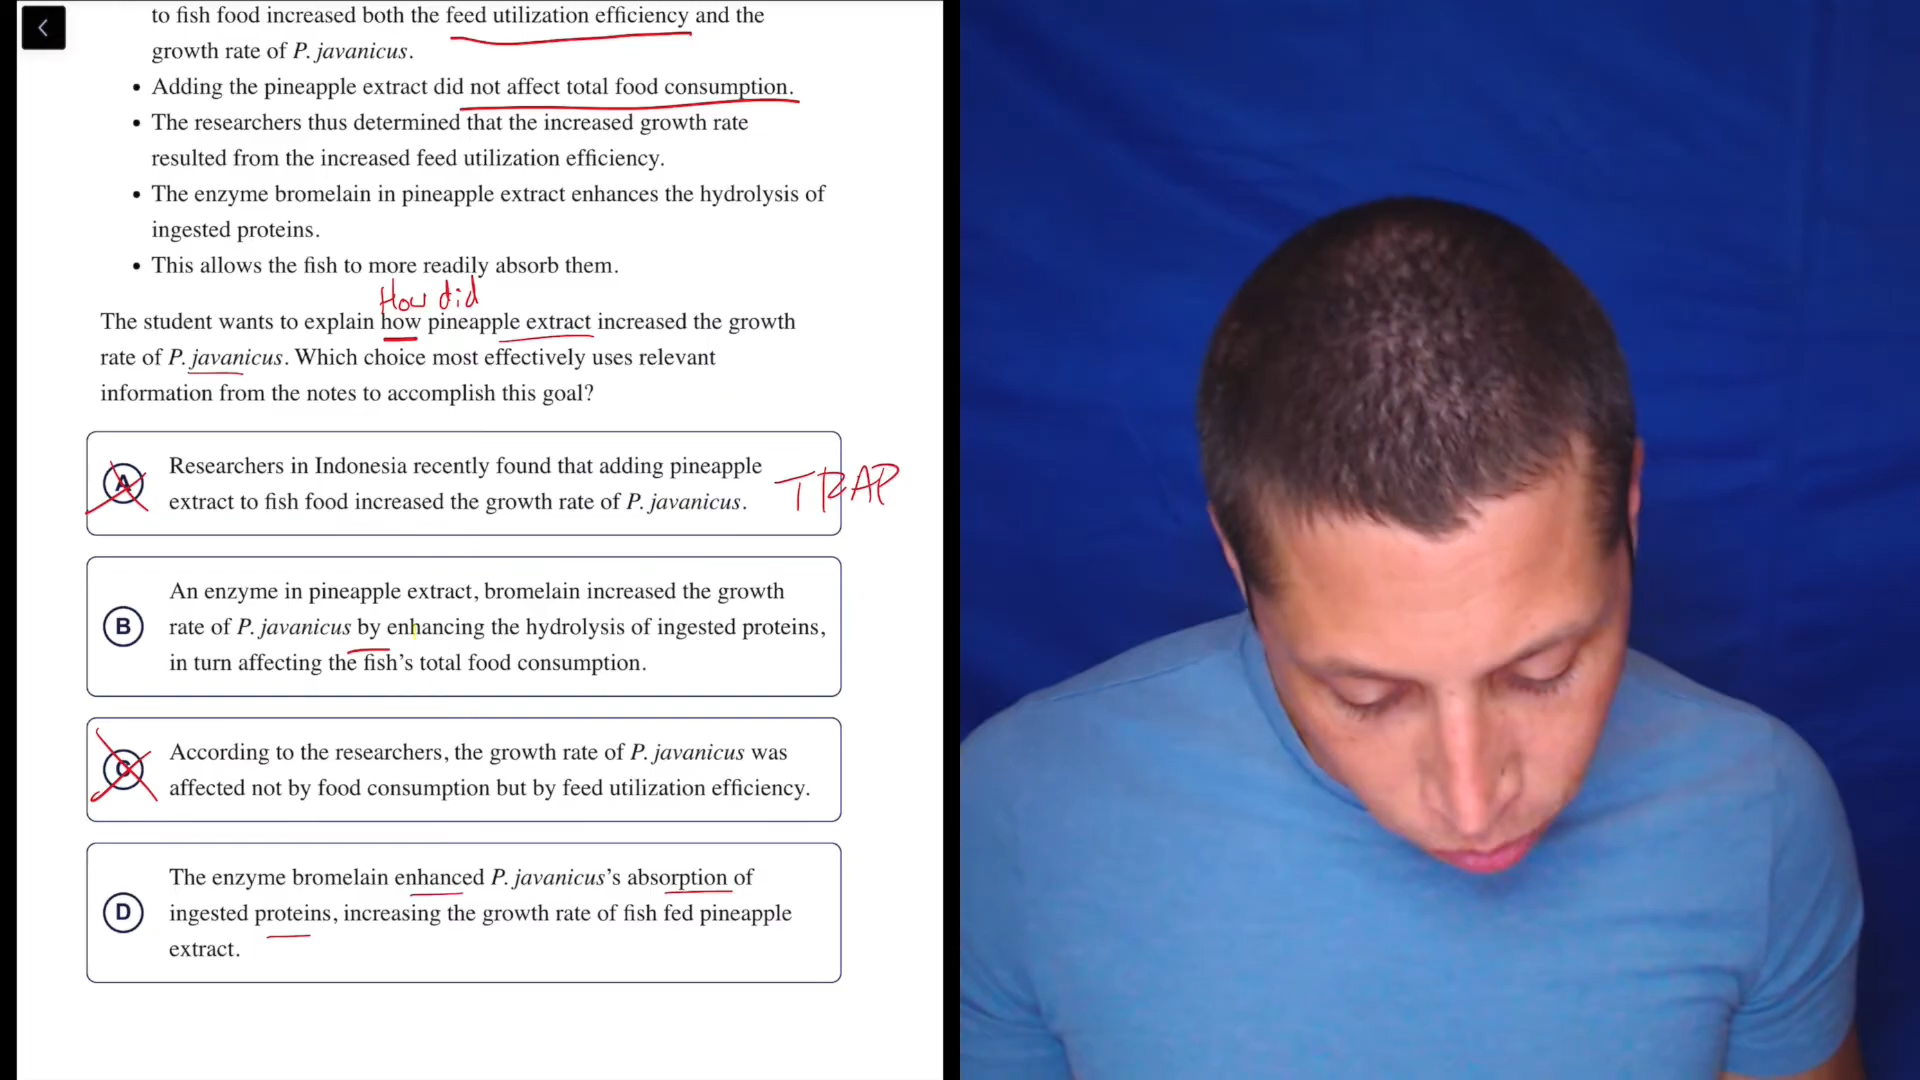 to fish food increased both the feed utilization efficiency and the
growth rate of P. javanicus.
• Adding the pineapple extract did not affect total food consumption.
• The researchers thus determined that the increased growth rate
resulted from the increased feed utilization efficiency.
• The enzyme bromelain in pineapple extract enhances the hydrolysis of
ingested proteins.
• This allows the fish to more readily absorb them.
How did
The student wants to explain how pineapple extract increased the growth
rate of P. javanicus. Which choice most effectively uses relevant
information from the notes to accomplish this goal?
A
Researchers in Indonesia recently found that adding pineapple
extract to fish food increased the growth rate of P. javanicus.
TRAP
B
An enzyme in pineapple extract, bromelain increased the growth
rate of P. javanicus by enhancing the hydrolysis of ingested proteins,
in turn affecting the fish's total food consumption.
C
According to the researchers, the growth rate of P. javanicus was
affected not by food consumption but by feed utilization efficiency.
D
The enzyme bromelain enhanced P. javanicus's absorption of
ingested proteins, increasing the growth rate of fish fed pineapple
extract.